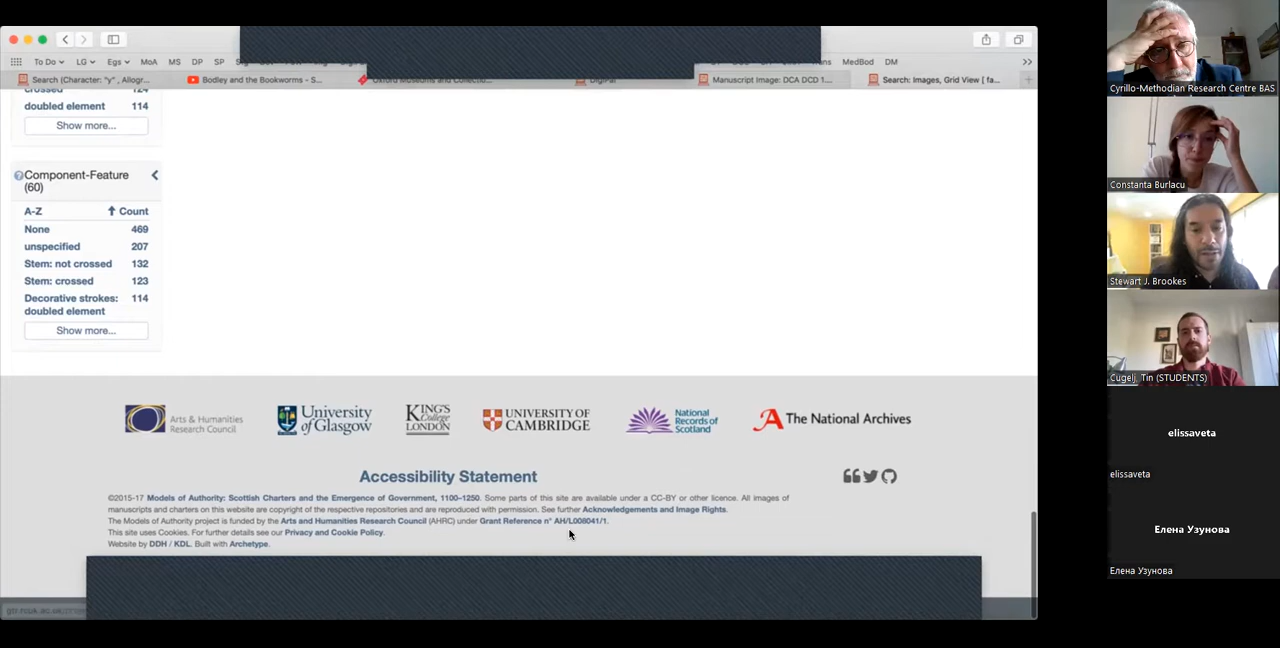 To Do LG Egs MoA MS DP SP MedBod DM
Search (Character: "y" , Allogr... Bodley and the Bookworms - S... Oxford Museums and Collectio... DigiPal Manuscript Image: DCA DCD 1.... Search: Images, Grid View [ fa...
crossed 124
doubled element 114
Show more...
Component-Feature
(60)
A-Z Count
None 469
unspecified 207
Stem: not crossed 132
Stem: crossed 123
Decorative strokes: 114
doubled element
Show more...
Arts & Humanities
Research Council
University
of Glasgow
KING'S
College
LONDON
UNIVERSITY OF
CAMBRIDGE
National
Records of
Scotland
The National Archives
Accessibility Statement
©2015-17 Models of Authority: Scottish Charters and the Emergence of Government, 1100–1250. Some parts of this site are available under a CC-BY or other licence. All images of
manuscripts and charters on this website are copyright of the respective repositories and are reproduced with permission. See further Acknowledgements and Image Rights.
The Models of Authority project is funded by the Arts and Humanities Research Council (AHRC) under Grant Reference n° AH/L008041/1.
This site uses Cookies. For further details see our Privacy and Cookie Policy.
Website by DDH / KDL. Built with Archetype.
Cyrillo-Methodian Research Centre BAS
Constanta Burlacu
Stewart J. Brookes
Cugelj, Tin (STUDENTS)
elissaveta
elissaveta
Елена Узунова
Елена Узунова